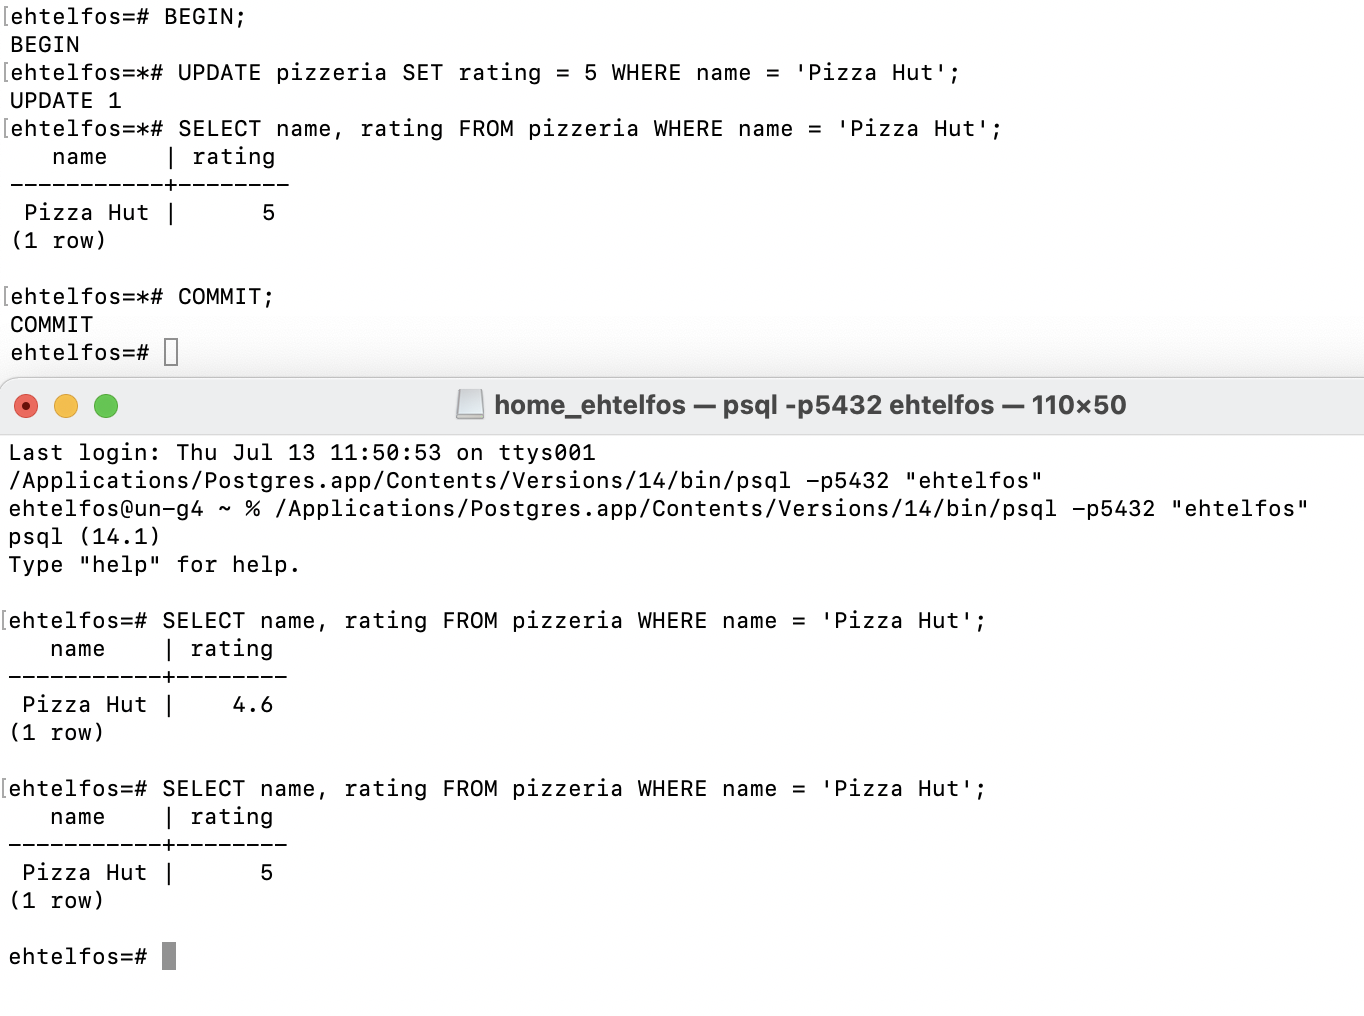 [ehtelfos=# BEGIN;
BEGIN
[ehtelfos=*# UPDATE pizzeria SET rating = 5 WHERE name = 'Pizza Hut';
UPDATE 1
[ehtelfos=*# SELECT name, rating FROM pizzeria WHERE name = 'Pizza Hut';
   name    | rating
-----------+--------
 Pizza Hut |      5
(1 row)

[ehtelfos=*# COMMIT;
COMMIT
ehtelfos=#
home_ehtelfos — psql -p5432 ehtelfos — 110×50
Last login: Thu Jul 13 11:50:53 on ttys001
/Applications/Postgres.app/Contents/Versions/14/bin/psql -p5432 "ehtelfos"
ehtelfos@un-g4 ~ % /Applications/Postgres.app/Contents/Versions/14/bin/psql -p5432 "ehtelfos"
psql (14.1)
Type "help" for help.

[ehtelfos=# SELECT name, rating FROM pizzeria WHERE name = 'Pizza Hut';
   name    | rating
-----------+--------
 Pizza Hut |    4.6
(1 row)

[ehtelfos=# SELECT name, rating FROM pizzeria WHERE name = 'Pizza Hut';
   name    | rating
-----------+--------
 Pizza Hut |      5
(1 row)

ehtelfos=#